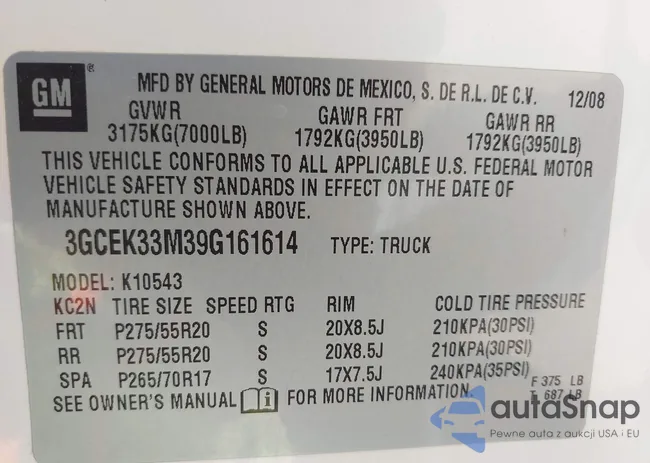 GM ® MFD BY GENERAL MOTORS DE MEXICO, S. DE R.L. DE C.V. 12/08
GVWR GAWR FRT GAWR RR
3175KG(7000LB) 1792KG(3950LB) 1792KG(3950LB)
THIS VEHICLE CONFORMS TO ALL APPLICABLE U.S. FEDERAL MOTOR
VEHICLE SAFETY STANDARDS IN EFFECT ON THE DATE OF
MANUFACTURE SHOWN ABOVE.
3GCEK33M39G161614 TYPE: TRUCK
MODEL: K10543
KC2N TIRE SIZE SPEED RTG RIM COLD TIRE PRESSURE
FRT P275/55R20 S 20X8.5J 210KPA(30PSI)
RR P275/55R20 S 20X8.5J 210KPA(30PSI)
SPA P265/70R17 S 17X7.5J 240KPA(35PSI)
F 375 LB
SEE OWNER'S MANUAL i FOR MORE INFORMATION. T 687 LB
autaSnap
Pewne auta z aukcji USA i EU